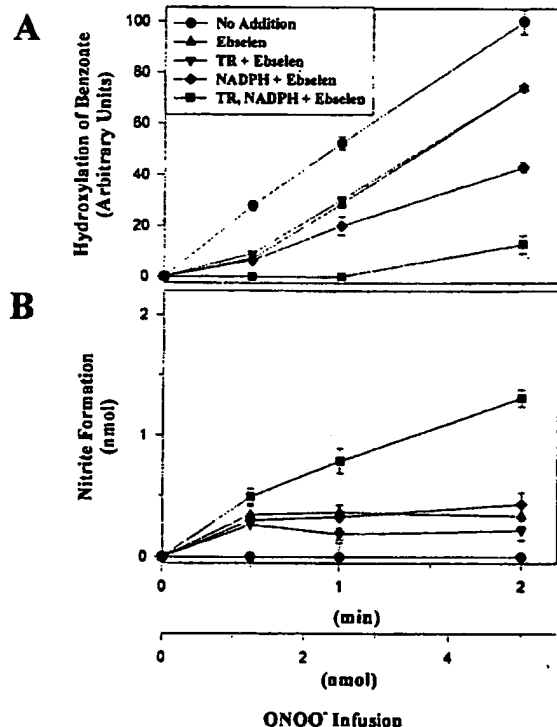 A
No Addition
Ebselen
TR + Ebselen
NADPH + Ebselen
TR, NADPH + Ebselen
Hydroxylation of Benzoate
(Arbitrary Units)
100
80
60
40
20
0
B
Nitrite Formation
(nmol)
2
1
0
0
1
2
(min)
0
2
4
(nmol)
ONOO⁻ Infusion